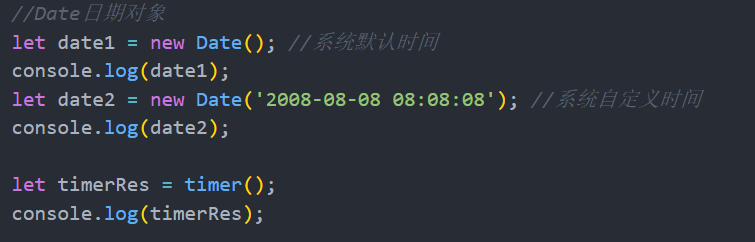 //Date日期对象
let date1 = new Date(); //系统默认时间
console.log(date1);
let date2 = new Date('2008-08-08 08:08:08'); //系统自定义时间
console.log(date2);
let timerRes = timer();
console.log(timerRes);